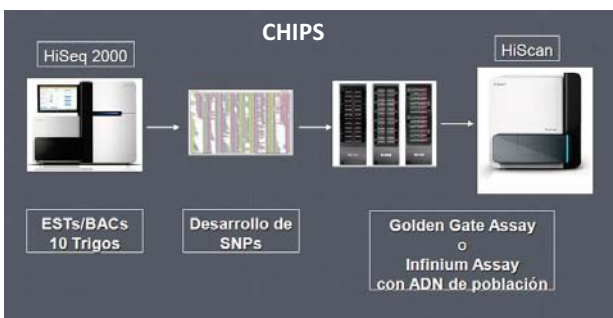 CHIPS
HiSeq 2000
HiScan
ESTs/BACs
10 Trigos
Desarrollo de
SNPs
Golden Gate Assay
o
Infinium Assay
con ADN de población